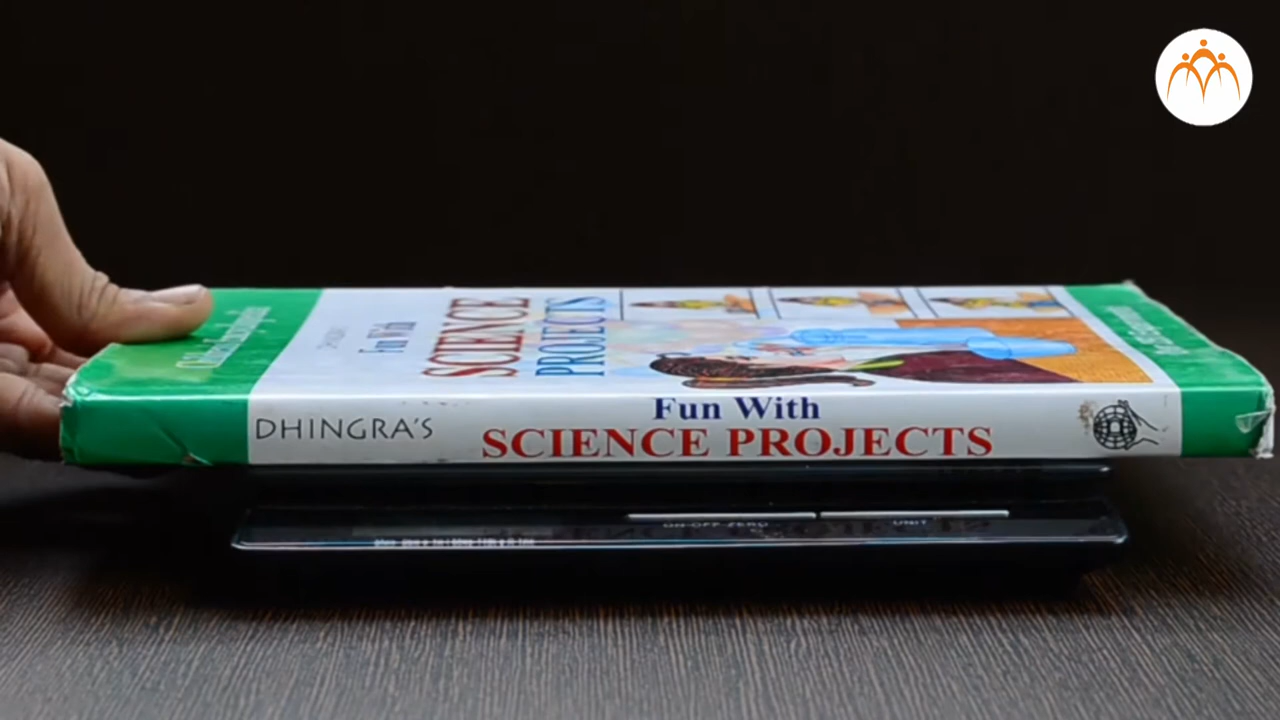 Fun With
SCIENCE
PROJECTS
DHINGRA'S
Fun With
SCIENCE PROJECTS
ON-OFF-ZERO
UNIT